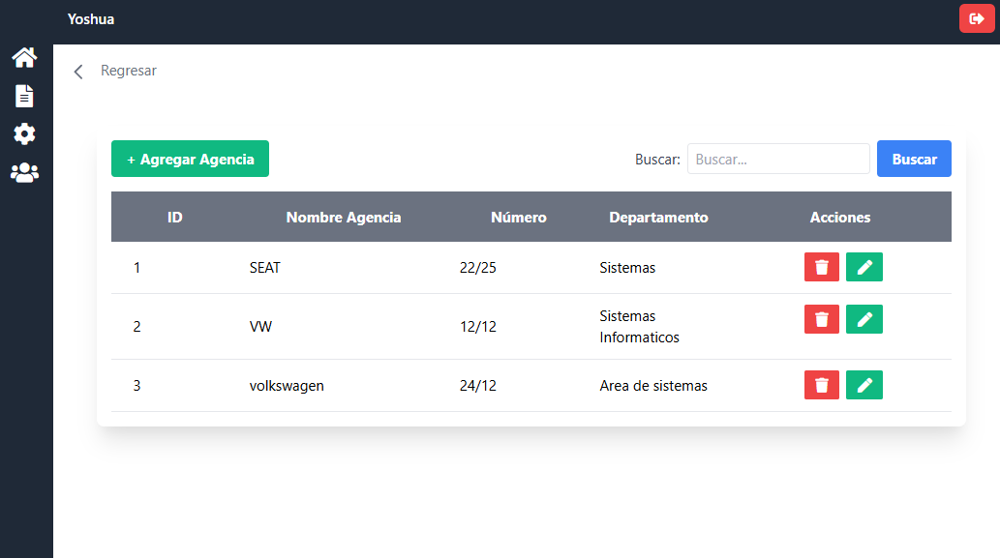 Yoshua
Regresar
+ Agregar Agencia
Buscar: Buscar... Buscar
ID Nombre Agencia Número Departamento Acciones
1 SEAT 22/25 Sistemas
2 VW 12/12 Sistemas
Informaticos
3 volkswagen 24/12 Area de sistemas